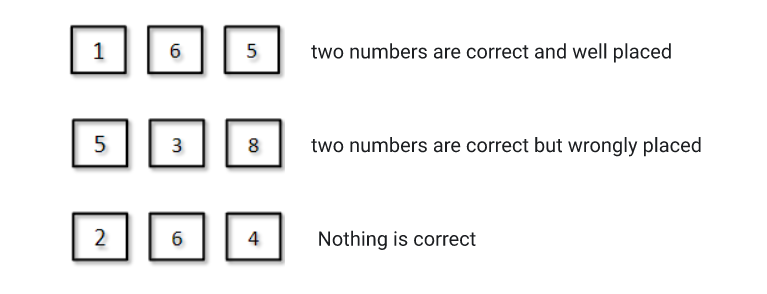 1 6 5 two numbers are correct and well placed
5 3 8 two numbers are correct but wrongly placed
2 6 4 Nothing is correct